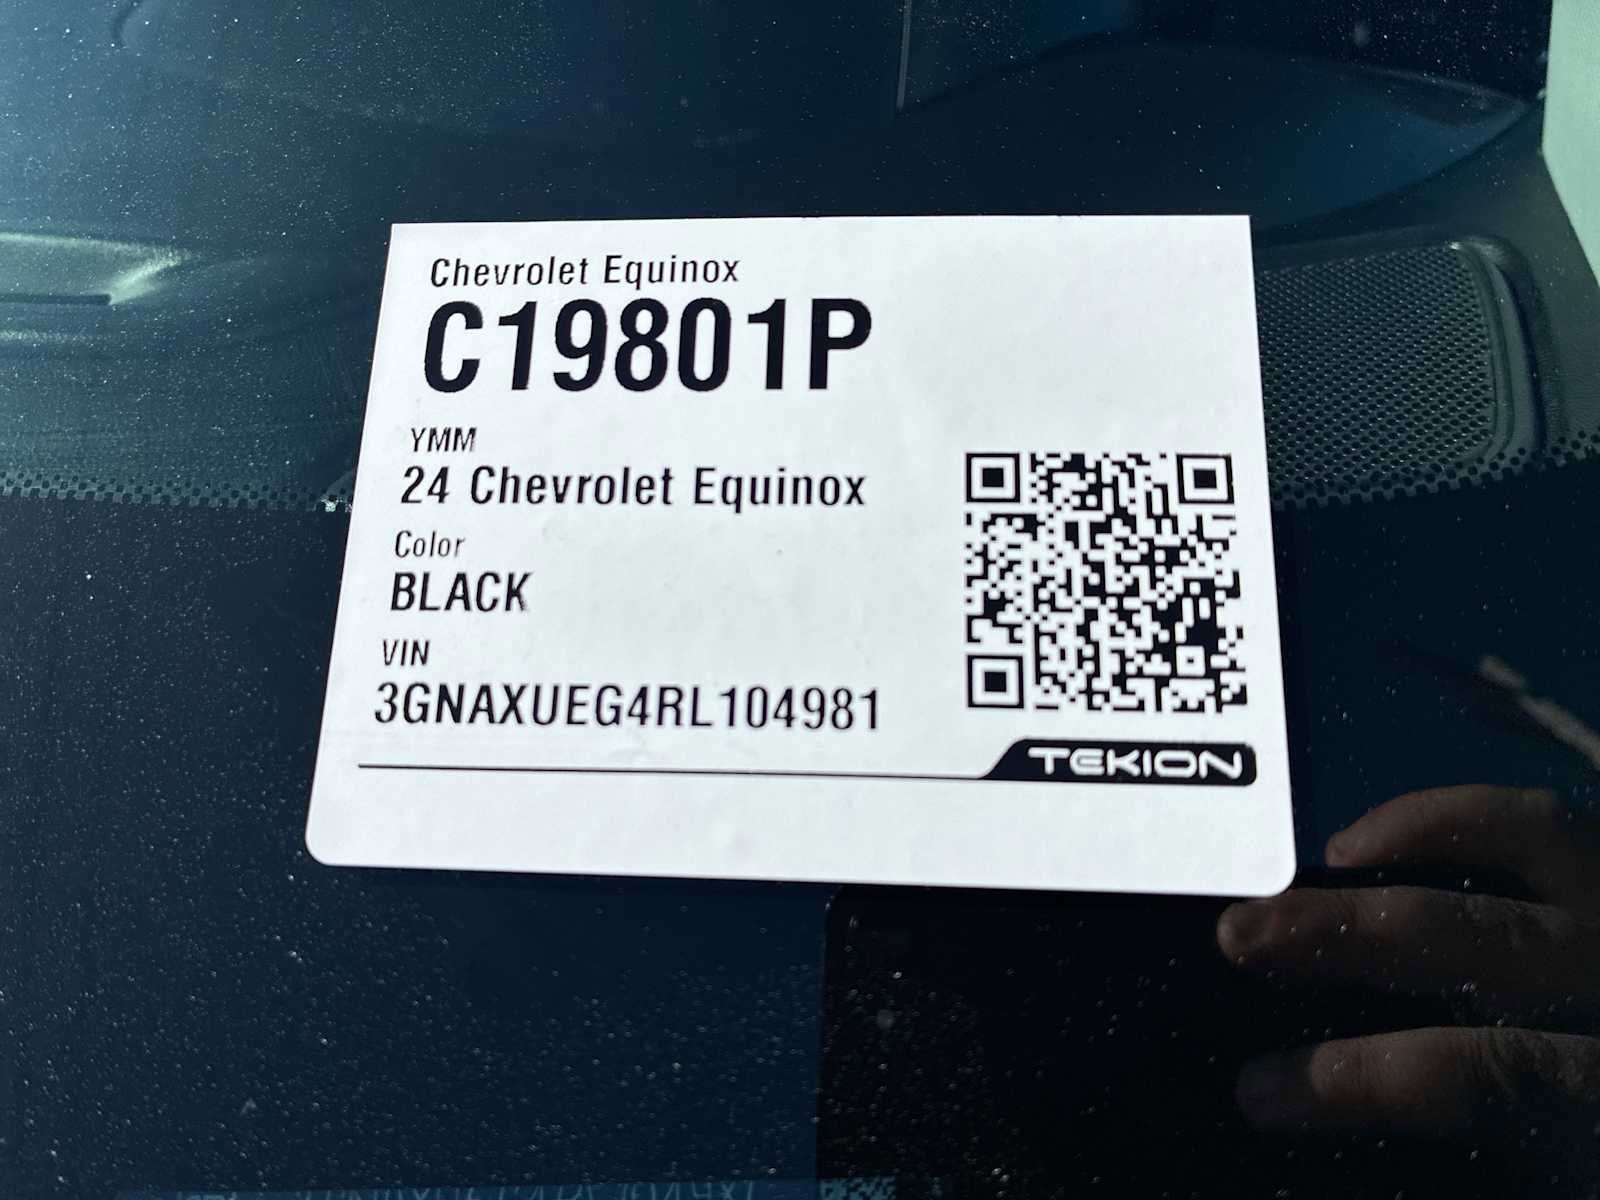 Chevrolet Equinox
C19801P
YMM
24 Chevrolet Equinox
Color
BLACK
VIN
3GNAXUEG4RL104981
TEKION